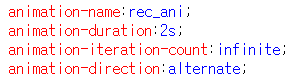 animation-name:rec_ani;
animation-duration:2s;
animation-iteration-count:infinite;
animation-direction:alternate;